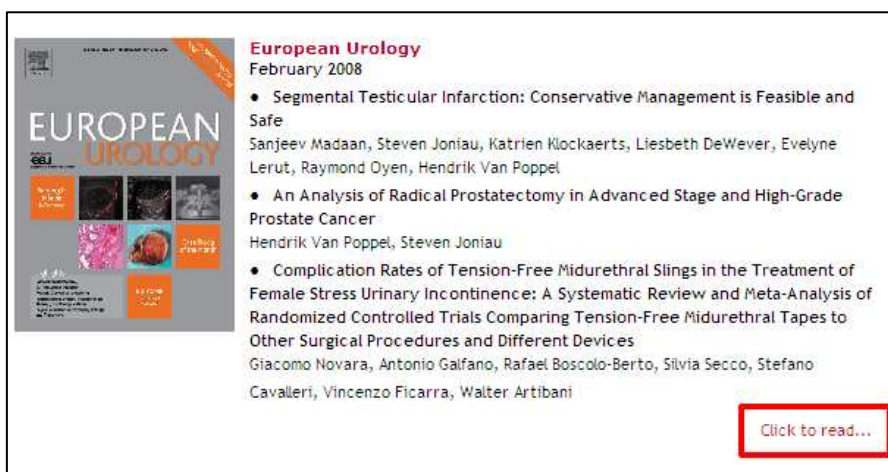 European Urology
February 2008
● Segmental Testicular Infarction: Conservative Management is Feasible and
Safe
Sanjeev Madaan, Steven Joniau, Katrien Klockaerts, Liesbeth DeWever, Evelyne
Lerut, Raymond Oyen, Hendrik Van Poppel
● An Analysis of Radical Prostatectomy in Advanced Stage and High-Grade
Prostate Cancer
Hendrik Van Poppel, Steven Joniau
● Complication Rates of Tension-Free Midurethral Slings in the Treatment of
Female Stress Urinary Incontinence: A Systematic Review and Meta-Analysis of
Randomized Controlled Trials Comparing Tension-Free Midurethral Tapes to
Other Surgical Procedures and Different Devices
Giacomo Novara, Antonio Galfano, Rafael Boscolo-Berto, Silvia Secco, Stefano
Cavalleri, Vincenzo Ficarra, Walter Artibani
Click to read...
EUROPEAN
UROLOGY